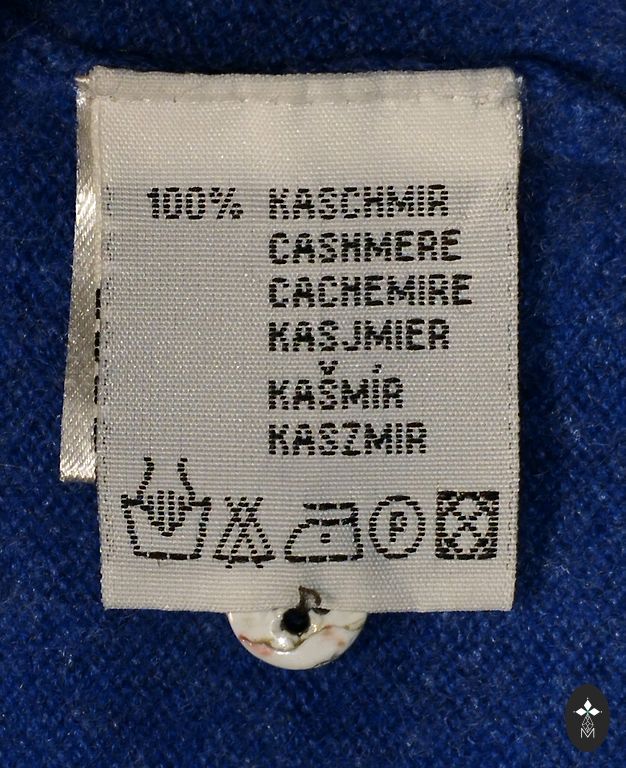 100% KASCHMIR
CASHMERE
CACHEMIRE
KASJMIER
KAŠMÍR
KASZMIR
P
M